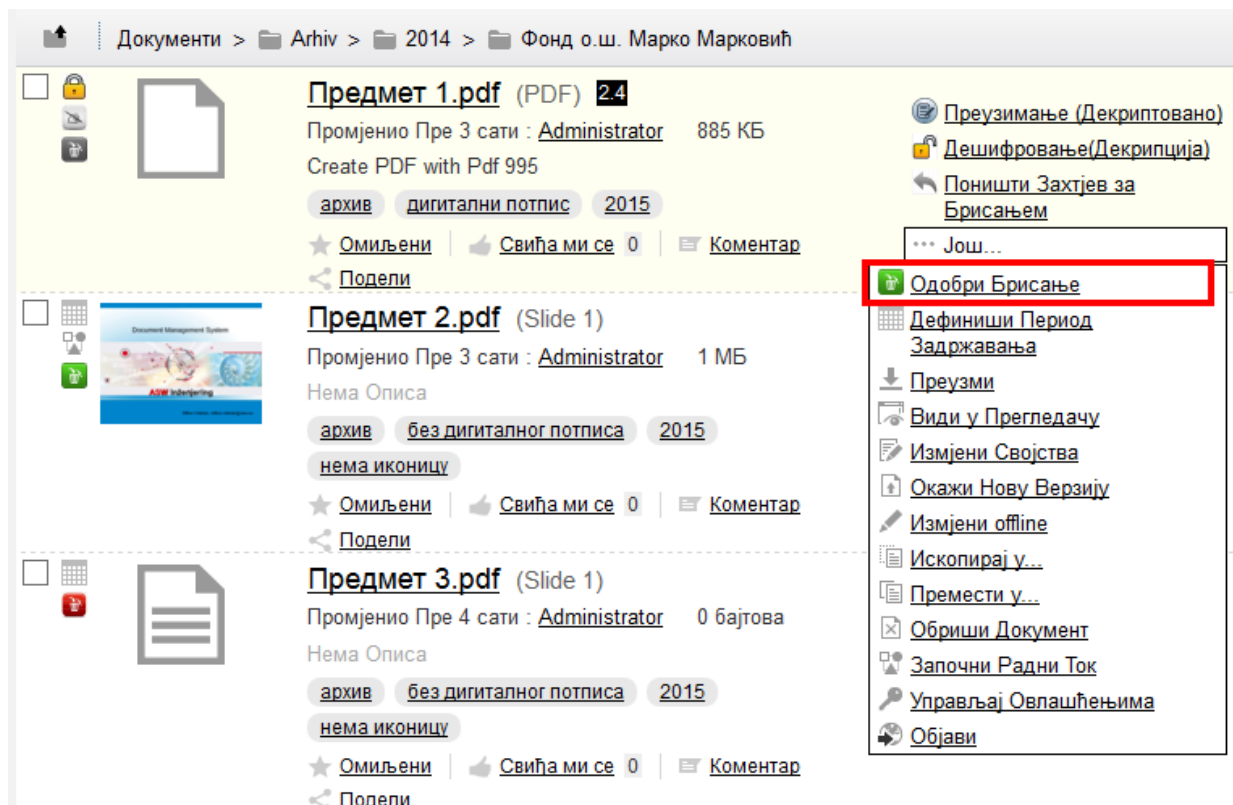 Документи > Arhiv > 2014 > Фонд о.ш. Марко Марковић
Предмет 1.pdf (PDF) 2.4
Промјенио Пре 3 сати : Administrator 885 КБ
Create PDF with Pdf 995
архив дигитални потпис 2015
Омиљени Свиђа ми се 0 Коментар
Подели
Преузимање (Декриптовано)
Дешифровање(Декрипција)
Поништи Захтјев за
Брисањем
Још...
Одобри Брисање
Дефиниши Период
Задржавања
Преузми
Види у Прегледачу
Измјени Својства
Окажи Нову Верзију
Измјени offline
Ископирај у...
Премести у...
Обриши Документ
Започни Радни Ток
Управљај Овлашћењима
Објави
Document Management System
ASW Indenjering
Предмет 2.pdf (Slide 1)
Промјенио Пре 3 сати : Administrator 1 МБ
Нема Описа
архив без дигиталног потписа 2015
нема иконицу
Омиљени Свиђа ми се 0 Коментар
Подели
Предмет 3.pdf (Slide 1)
Промјенио Пре 4 сати : Administrator 0 бајтова
Нема Описа
архив без дигиталног потписа 2015
нема иконицу
Омиљени Свиђа ми се 0 Коментар
Подели